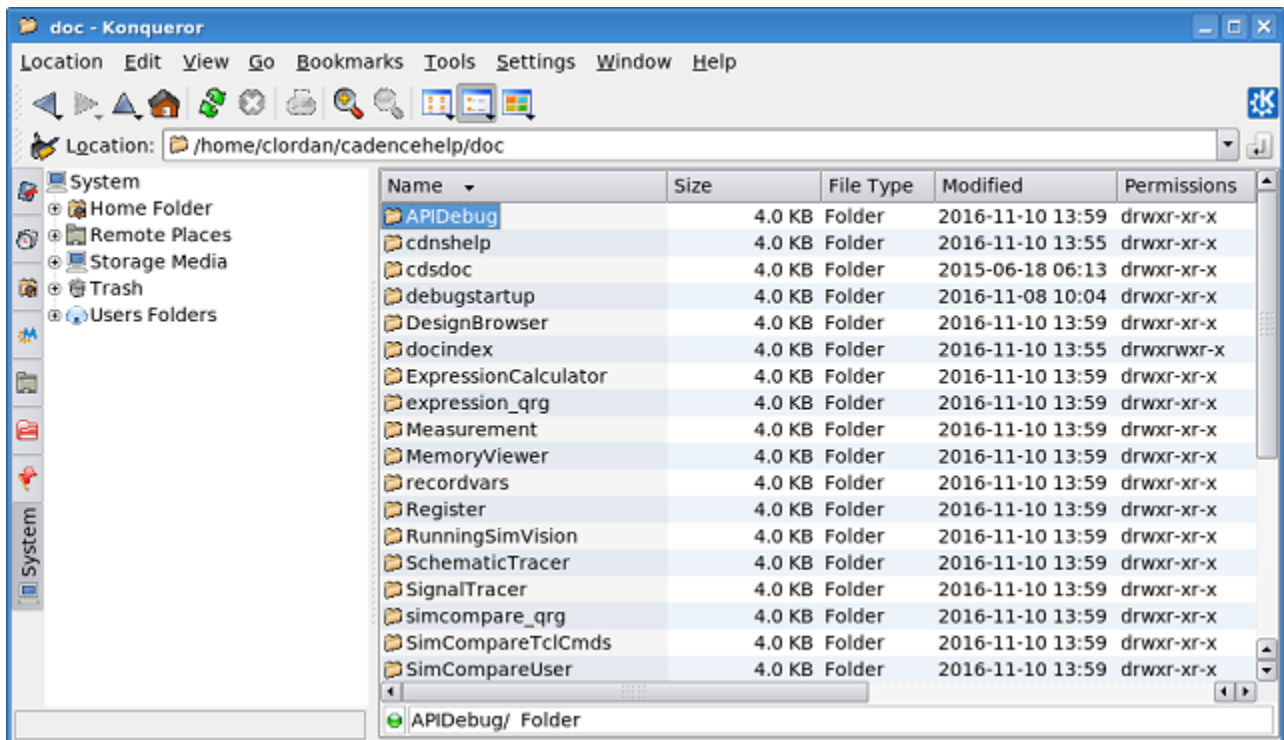 doc - Konqueror
Location Edit View Go Bookmarks Tools Settings Window Help
Location: /home/clordan/cadencehelp/doc
System
Home Folder
Remote Places
Storage Media
Trash
Users Folders
System
Name Size File Type Modified Permissions
APIDebug 4.0 KB Folder 2016-11-10 13:59 drwxr-xr-x
cdnshelp 4.0 KB Folder 2016-11-10 13:55 drwxr-xr-x
cdsdoc 4.0 KB Folder 2015-06-18 06:13 drwxr-xr-x
debugstartup 4.0 KB Folder 2016-11-08 10:04 drwxr-xr-x
DesignBrowser 4.0 KB Folder 2016-11-10 13:59 drwxr-xr-x
docindex 4.0 KB Folder 2016-11-10 13:55 drwxrwxr-x
ExpressionCalculator 4.0 KB Folder 2016-11-10 13:59 drwxr-xr-x
expression_qrg 4.0 KB Folder 2016-11-10 13:59 drwxr-xr-x
Measurement 4.0 KB Folder 2016-11-10 13:59 drwxr-xr-x
MemoryViewer 4.0 KB Folder 2016-11-10 13:59 drwxr-xr-x
recordvars 4.0 KB Folder 2016-11-10 13:59 drwxr-xr-x
Register 4.0 KB Folder 2016-11-10 13:59 drwxr-xr-x
RunningSimVision 4.0 KB Folder 2016-11-10 13:59 drwxr-xr-x
SchematicTracer 4.0 KB Folder 2016-11-10 13:59 drwxr-xr-x
SignalTracer 4.0 KB Folder 2016-11-10 13:59 drwxr-xr-x
simcompare_qrg 4.0 KB Folder 2016-11-10 13:59 drwxr-xr-x
SimCompareTclCmds 4.0 KB Folder 2016-11-10 13:59 drwxr-xr-x
SimCompareUser 4.0 KB Folder 2016-11-10 13:59 drwxr-xr-x
APIDebug/ Folder